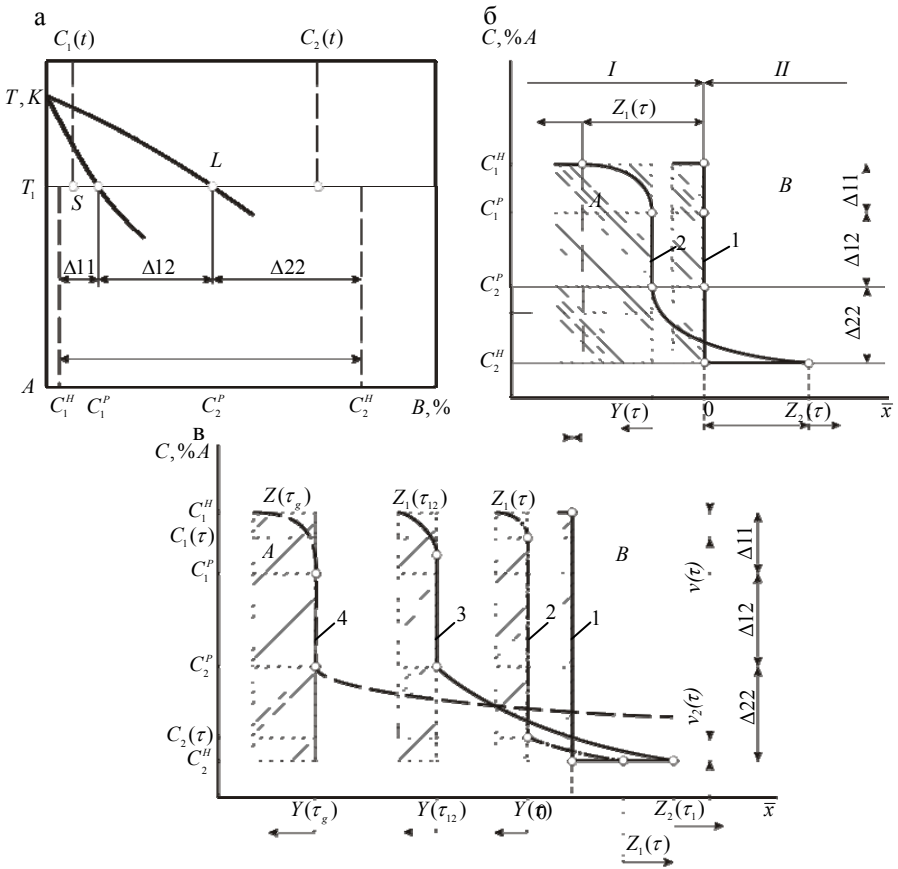 а
C₁(t)
C₂(t)
T, K
L
T₁
S
Δ11
Δ12
Δ22
A
C₁ᴴ
C₁ᴾ
C₂ᴾ
C₂ᴴ
B, %
б
C, %A
I
II
Z₁(τ)
C₁ᴴ
C₁ᴾ
C₂ᴾ
C₂ᴴ
A
B
2
1
Δ11
Δ12
Δ22
Y(τ)
0
Z₂(τ)
x̅
в
C, %A
Z(τg)
Z₁(τ₁₂)
Z₁(τ)
C₁ᴴ
C₁(τ)
C₁ᴾ
C₂ᴾ
C₂(τ)
C₂ᴴ
A
B
4
3
2
1
ν(τ)
ν₂(τ)
Δ11
Δ12
Δ22
Y(τg)
Y(τ₁₂)
Z₂(τ₁)
x̅
Z₁(τ)